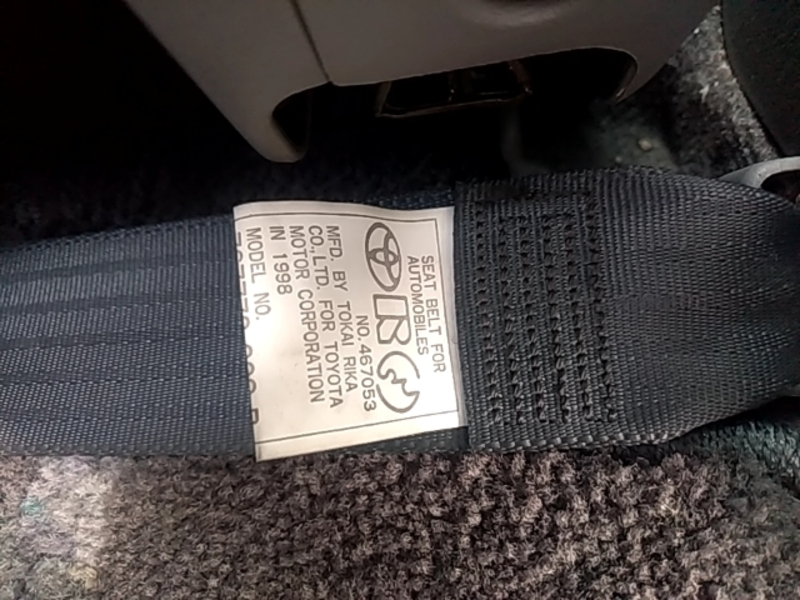 SEAT BELT FOR
AUTOMOBILES
NO. 467053
MFD. BY TOKAI RIKA
CO., LTD. FOR TOYOTA
MOTOR CORPORATION
IN 1998
MODEL NO.